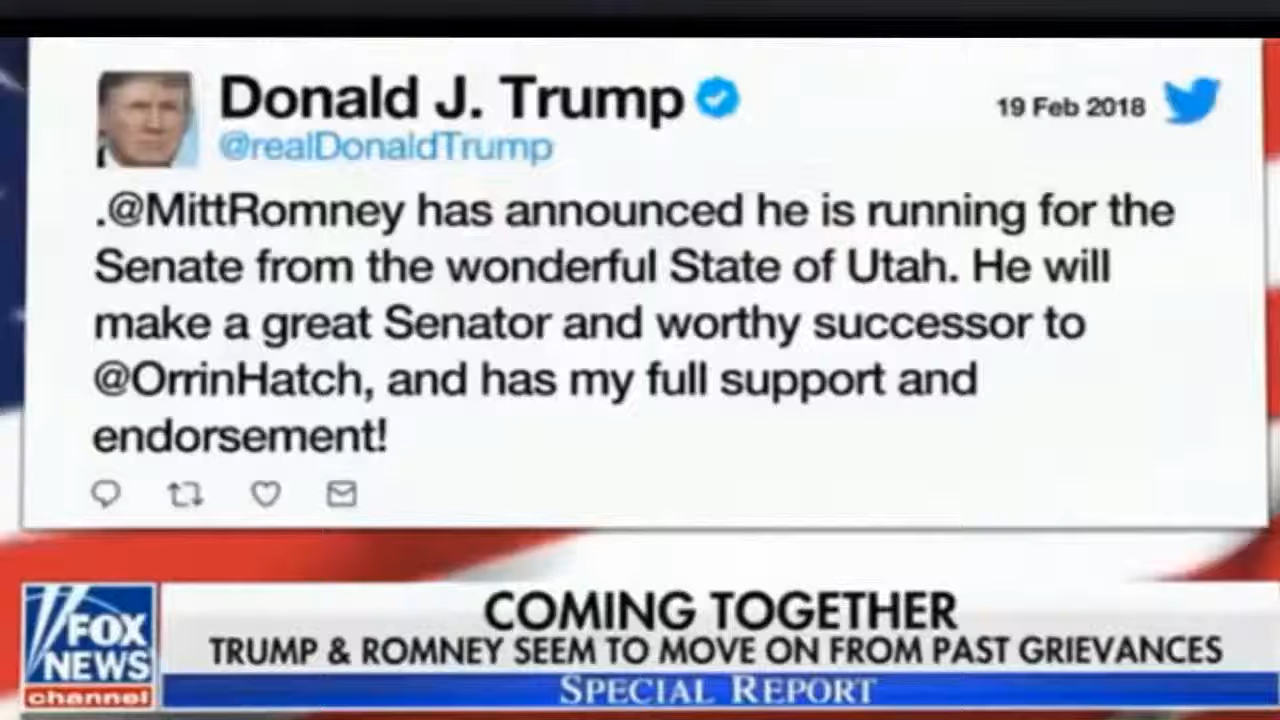 Donald J. Trump
19 Feb 2018
@realDonaldTrump
.@MittRomney has announced he is running for the
Senate from the wonderful State of Utah. He will
make a great Senator and worthy successor to
@OrrinHatch, and has my full support and
endorsement!
COMING TOGETHER
TRUMP & ROMNEY SEEM TO MOVE ON FROM PAST GRIEVANCES
SPECIAL REPORT
FOX
NEWS
channel